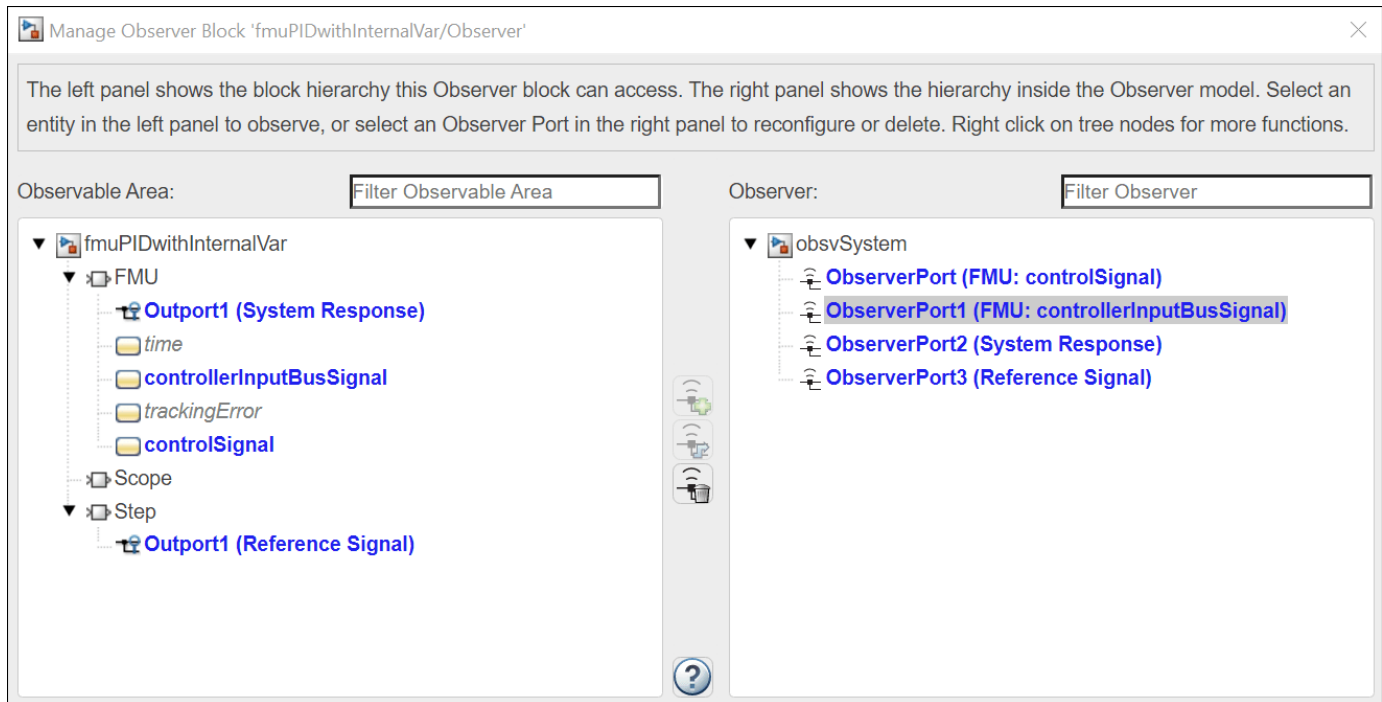 Manage Observer Block 'fmuPIDwithInternalVar/Observer'
The left panel shows the block hierarchy this Observer block can access. The right panel shows the hierarchy inside the Observer model. Select an
entity in the left panel to observe, or select an Observer Port in the right panel to reconfigure or delete. Right click on tree nodes for more functions.
Observable Area:
Filter Observable Area
fmuPIDwithInternalVar
FMU
Outport1 (System Response)
time
controllerInputBusSignal
trackingError
controlSignal
Scope
Step
Outport1 (Reference Signal)
?
Observer:
Filter Observer
obsvSystem
ObserverPort (FMU: controlSignal)
ObserverPort1 (FMU: controllerInputBusSignal)
ObserverPort2 (System Response)
ObserverPort3 (Reference Signal)